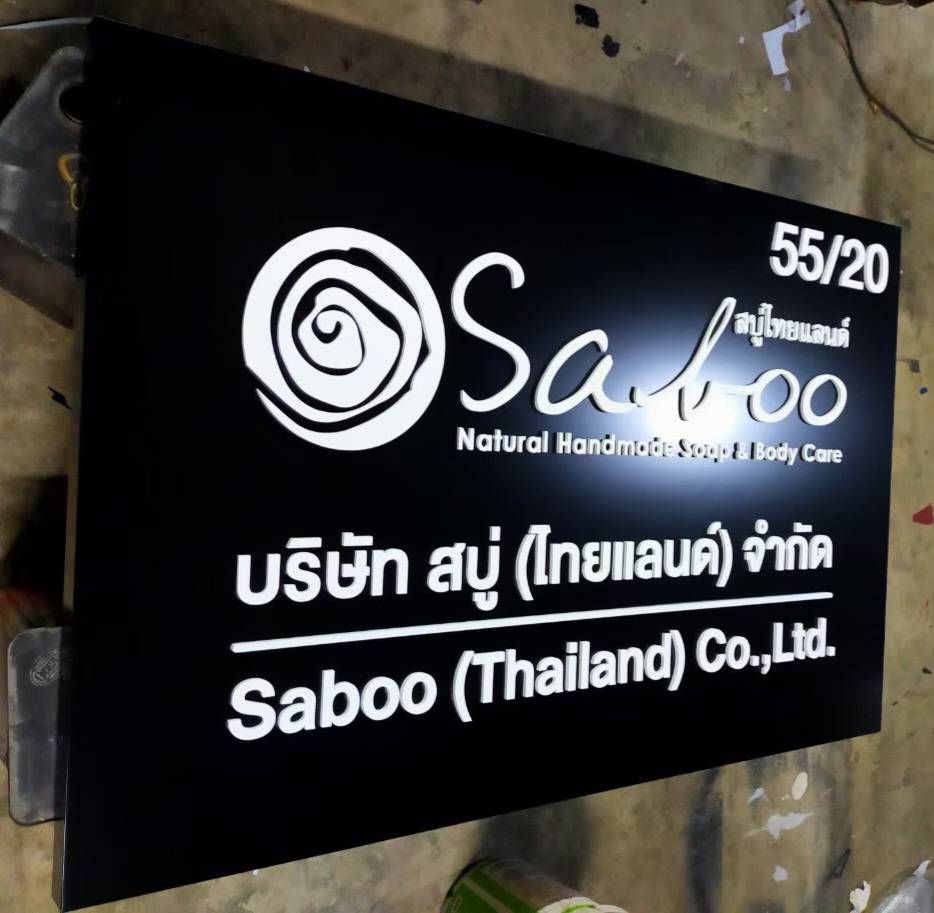 55/20
สบู่ไทยแลนด์
Saboo
Natural Handmade Soap & Body Care
บริษัท สบู่ (ไทยแลนด์) จำกัด
Saboo (Thailand) Co.,Ltd.